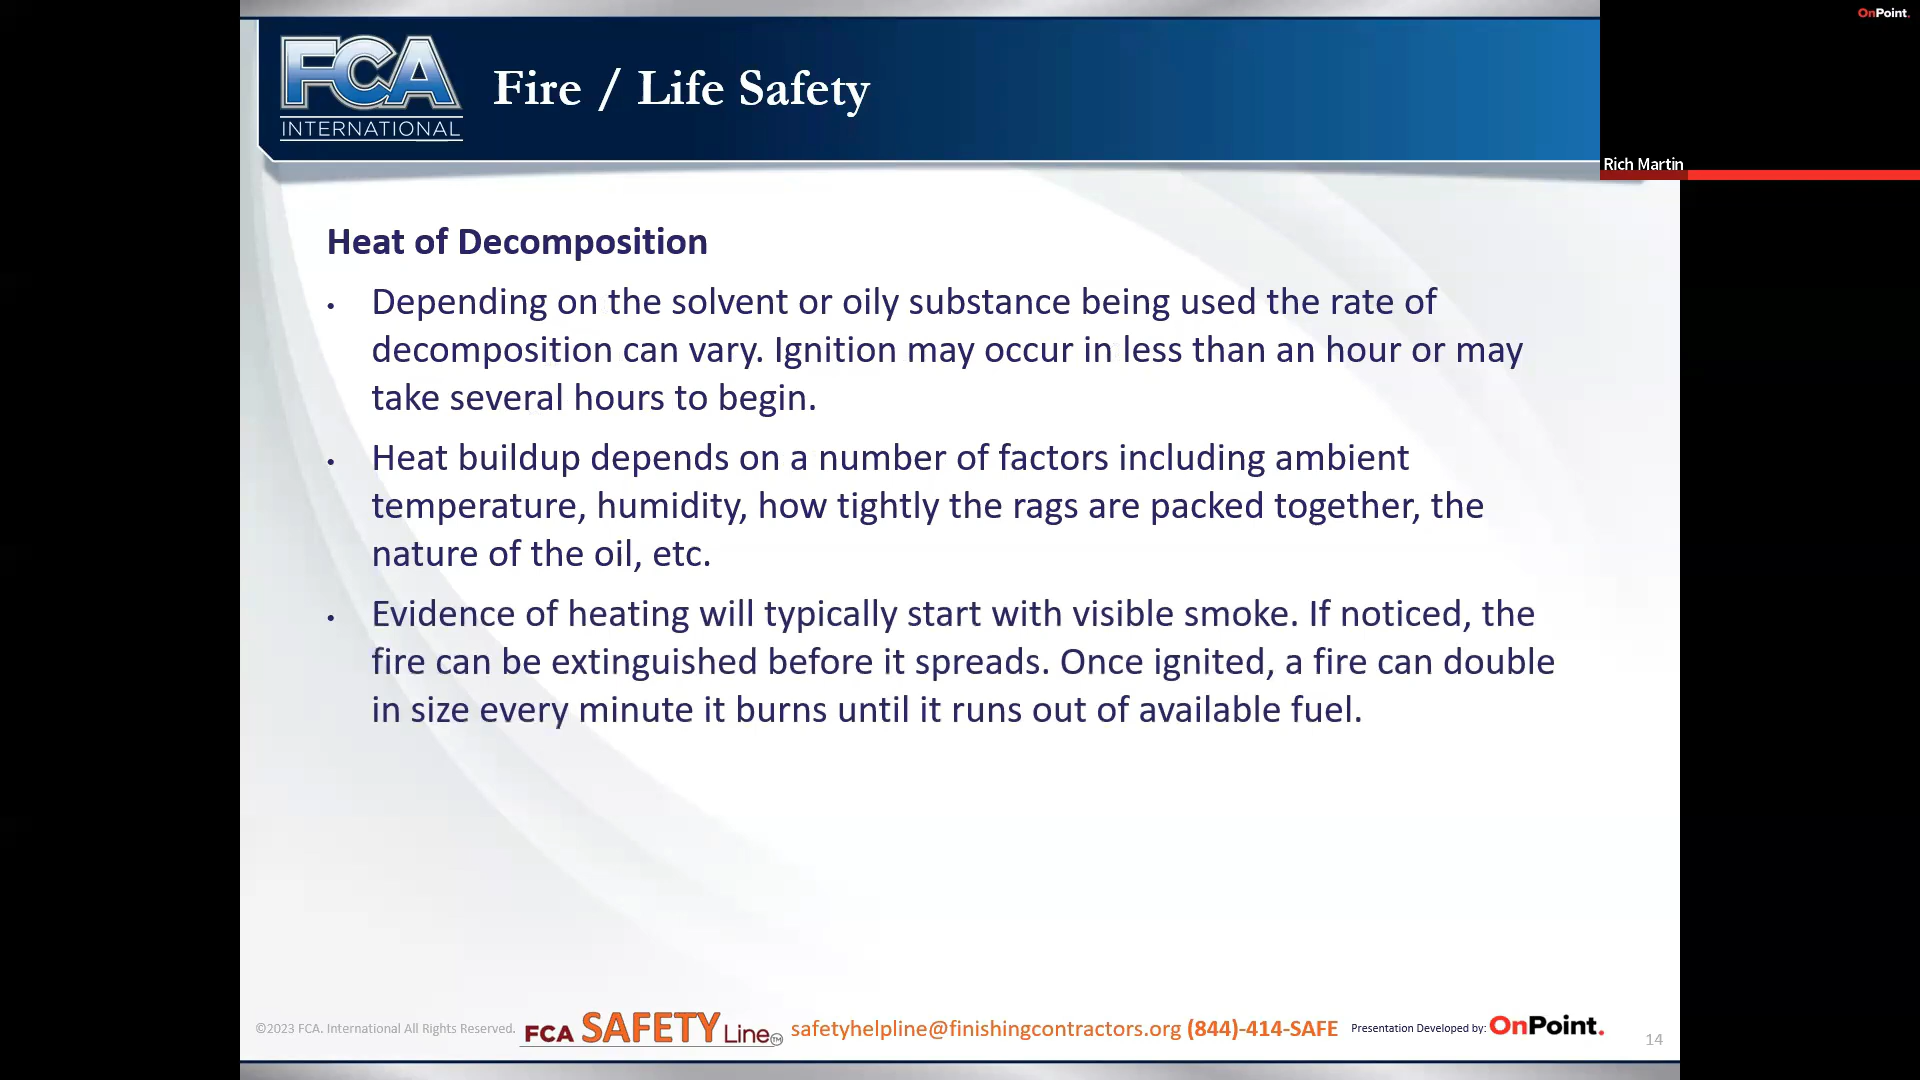 OnPoint.
FCA
INTERNATIONAL
Fire / Life Safety
Rich Martin
Heat of Decomposition
• Depending on the solvent or oily substance being used the rate of
decomposition can vary. Ignition may occur in less than an hour or may
take several hours to begin.
• Heat buildup depends on a number of factors including ambient
temperature, humidity, how tightly the rags are packed together, the
nature of the oil, etc.
• Evidence of heating will typically start with visible smoke. If noticed, the
fire can be extinguished before it spreads. Once ignited, a fire can double
in size every minute it burns until it runs out of available fuel.
©2023 FCA. International All Rights Reserved. FCA SAFETY Line TM safetyhelpline@finishingcontractors.org (844)-414-SAFE Presentation Developed by: OnPoint.
14